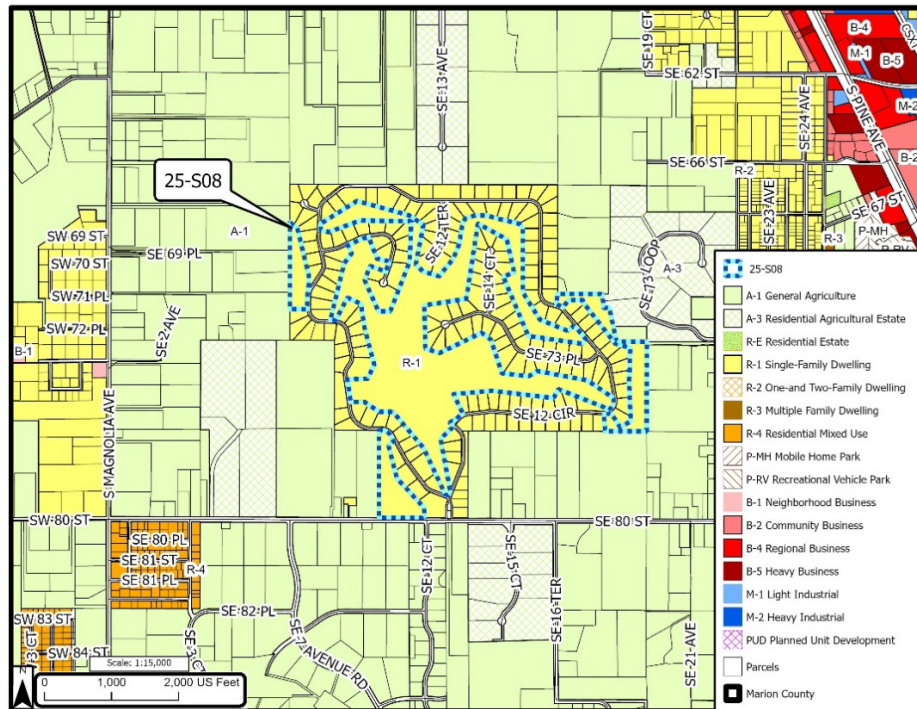 SE 19 CT
B-4
CSX
M-1
B-5
SE 62 ST
SE 13 AVE
S PINE AVE
M-2
SE 24 AVE
B-2
SE 66 ST
R-2
25-S08
SE 23 AVE
SE 67 ST
SW 69 ST
A-1
SE 12 TER
R-3
P-MH
P-RV
SE 69 PL
SW 70 ST
SE 14 CT
A-3
SE 73 LOOP
SW 71 PL
SW 72 PL
SE 2 AVE
B-1
R-1
SE 73 PL
S MAGNOLIA AVE
SE 12 CIR
SW 80 ST
SE 80 ST
SE 80 PL
SE 81 ST
R-4
SE 81 PL
SE 12 CT
SE 15 CT
SE 16 TER
SE 82 PL
SW 83 ST
SE 3 CT
SE 7 AVENUE RD
SE 21 AVE
SW 84 ST
3 CT
Scale: 1:15,000
N
0 1,000 2,000 US Feet
25-S08
A-1 General Agriculture
A-3 Residential Agricultural Estate
R-E Residential Estate
R-1 Single-Family Dwelling
R-2 One-and Two-Family Dwelling
R-3 Multiple Family Dwelling
R-4 Residential Mixed Use
P-MH Mobile Home Park
P-RV Recreational Vehicle Park
B-1 Neighborhood Business
B-2 Community Business
B-4 Regional Business
B-5 Heavy Business
M-1 Light Industrial
M-2 Heavy Industrial
PUD Planned Unit Development
Parcels
Marion County